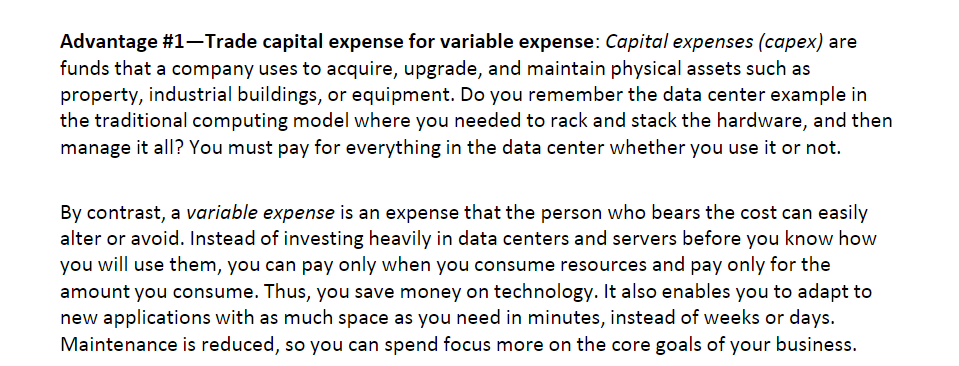 Advantage #1—Trade capital expense for variable expense: Capital expenses (capex) are
funds that a company uses to acquire, upgrade, and maintain physical assets such as
property, industrial buildings, or equipment. Do you remember the data center example in
the traditional computing model where you needed to rack and stack the hardware, and then
manage it all? You must pay for everything in the data center whether you use it or not.
By contrast, a variable expense is an expense that the person who bears the cost can easily
alter or avoid. Instead of investing heavily in data centers and servers before you know how
you will use them, you can pay only when you consume resources and pay only for the
amount you consume. Thus, you save money on technology. It also enables you to adapt to
new applications with as much space as you need in minutes, instead of weeks or days.
Maintenance is reduced, so you can spend focus more on the core goals of your business.